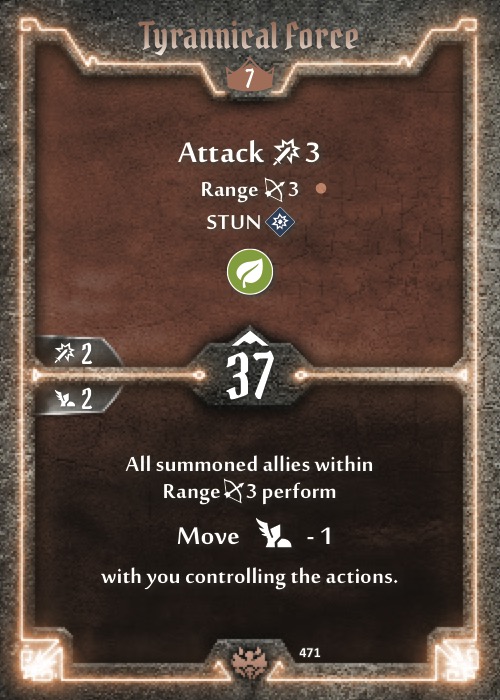 Tyrannical Force
7
Attack 3
Range 3
STUN
2
37
2
All summoned allies within
Range 3 perform
Move - 1
with you controlling the actions.
471